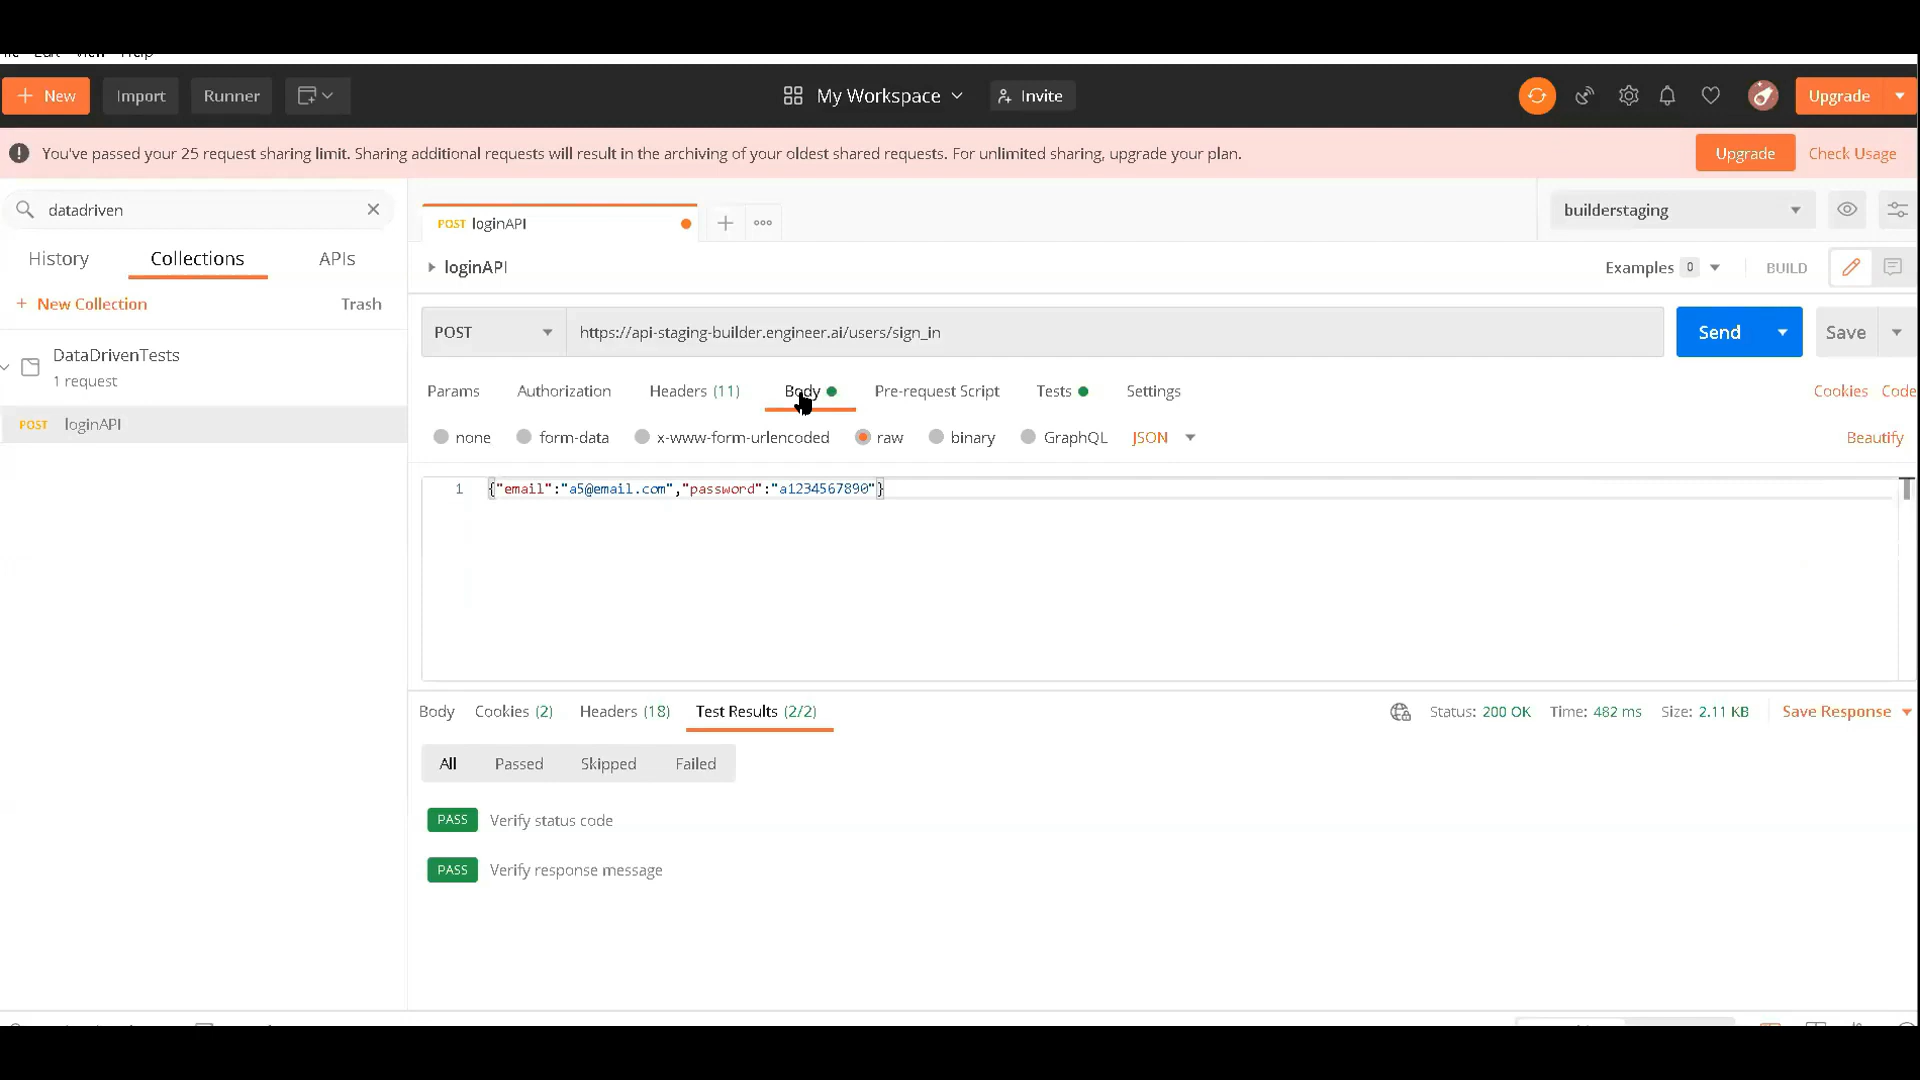 File Edit View Help
New
Import
Runner
My Workspace
Invite
Upgrade
You've passed your 25 request sharing limit. Sharing additional requests will result in the archiving of your oldest shared requests. For unlimited sharing, upgrade your plan.
Upgrade
Check Usage
datadriven
History
Collections
APIs
+ New Collection
Trash
DataDrivenTests
1 request
POST loginAPI
POST loginAPI
builderstaging
loginAPI
Examples 0
BUILD
POST
https://api-staging-builder.engineer.ai/users/sign_in
Send
Save
Params
Authorization
Headers (11)
Body
Pre-request Script
Tests
Settings
Cookies
Code
none
form-data
x-www-form-urlencoded
raw
binary
GraphQL
JSON
Beautify
1 {"email":"a5@email.com","password":"a1234567890"}
Body
Cookies (2)
Headers (18)
Test Results (2/2)
Status: 200 OK
Time: 482 ms
Size: 2.11 KB
Save Response
All
Passed
Skipped
Failed
PASS Verify status code
PASS Verify response message